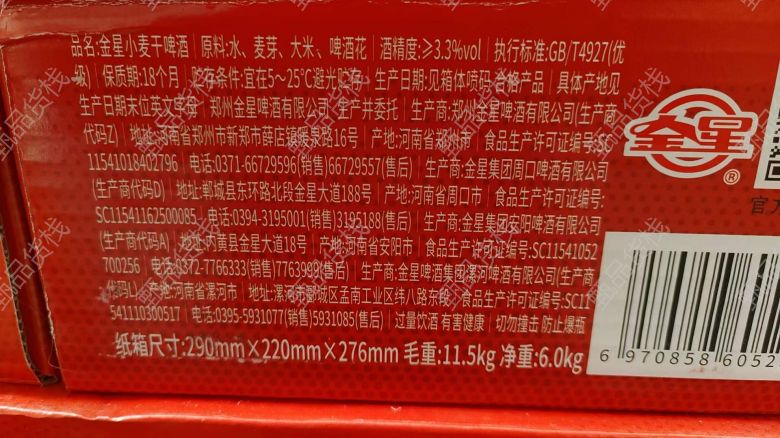 品名:金星小麦干啤酒 | 原料:水、麦芽、大米、啤酒花 | 酒精度:≥3.3%vol | 执行标准:GB/T4927(优
级) | 保质期:18个月 | 贮存条件:宜在5~25℃避光贮存 | 生产日期:见箱体喷码 合格产品 | 具体产地见
生产日期末位英文字母 | 郑州金星啤酒有限公司 | 生产并委托 | 生产商:郑州金星啤酒有限公司(生产商
代码Z) | 地址:河南省郑州市新郑市薛店镇暖泉路16号 | 产地:河南省郑州市 | 食品生产许可证编号:SC
11541018402796 | 电话:0371-66729596(销售)66729557(售后) | 生产商:金星集团周口啤酒有限公司
(生产商代码D) | 地址:郸城县东环路北段金星大道188号 | 产地:河南省周口市 | 食品生产许可证编号:
SC11541162500085 | 电话:0394-3195001(销售)3195188(售后) | 生产商:金星集团安阳啤酒有限公司
(生产商代码A) | 地址:内黄县金星大道18号 | 产地:河南省安阳市 | 食品生产许可证编号:SC11541052
700256 | 电话:0372-7766333(销售)7763999(售后) | 生产商:金星啤酒集团漯河啤酒有限公司(生产商
代码L) | 产地:河南省漯河市 | 地址:漯河市郾城区孟南工业区纬八路东段 | 食品生产许可证编号:SC11
541110300517 | 电话:0395-5931077(销售)5931085(售后) | 过量饮酒 有害健康 | 切勿撞击 防止爆瓶
纸箱尺寸:290mm×220mm×276mm 毛重:11.5kg 净重:6.0kg
金星®
官方
6 970858 6052
甄品货栈